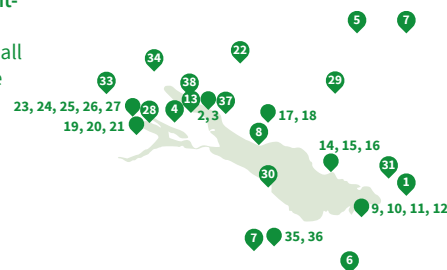 nt-
all
e
5
7
22
34
33
38
29
23, 24, 25, 26, 27
28
4
13
2, 3
37
17, 18
19, 20, 21
8
14, 15, 16
30
31
1
9, 10, 11, 12
7
35, 36
6